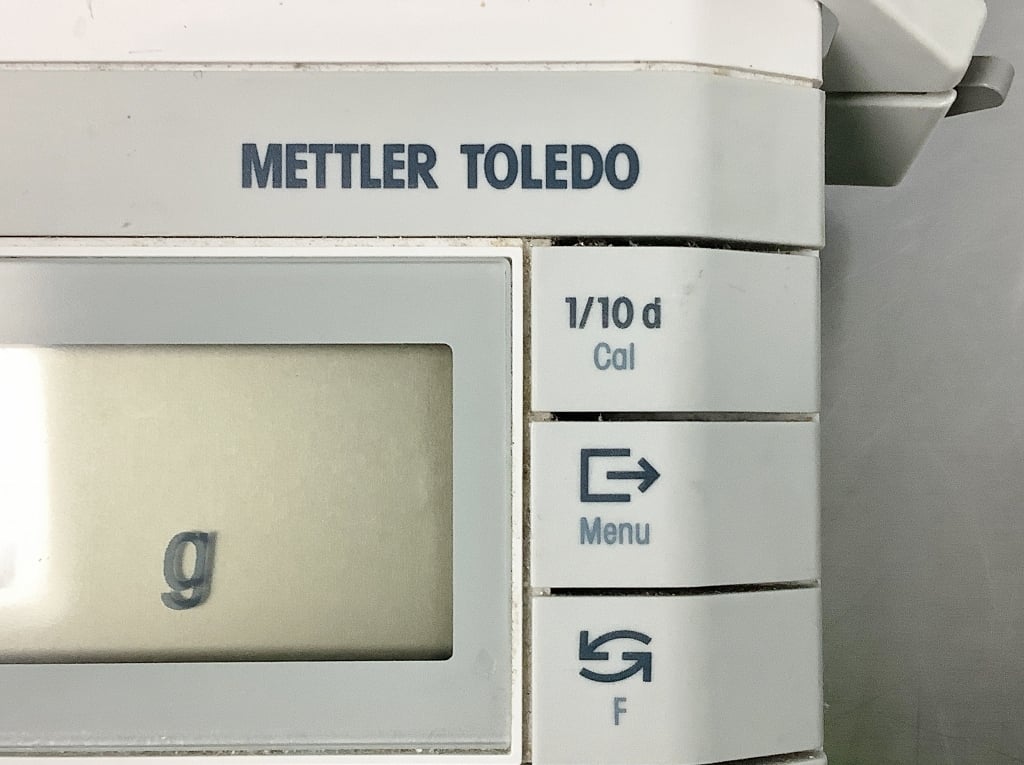 METTLER TOLEDO
1/10 d
Cal
Menu
g
F